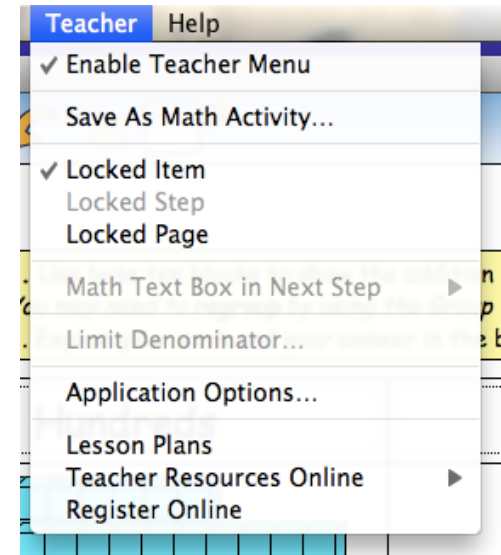 Teacher Help
✓ Enable Teacher Menu
Save As Math Activity...
✓ Locked Item
Locked Step
Locked Page
Math Text Box in Next Step
Limit Denominator...
Application Options...
Hundreds
Lesson Plans
Teacher Resources Online
Register Online